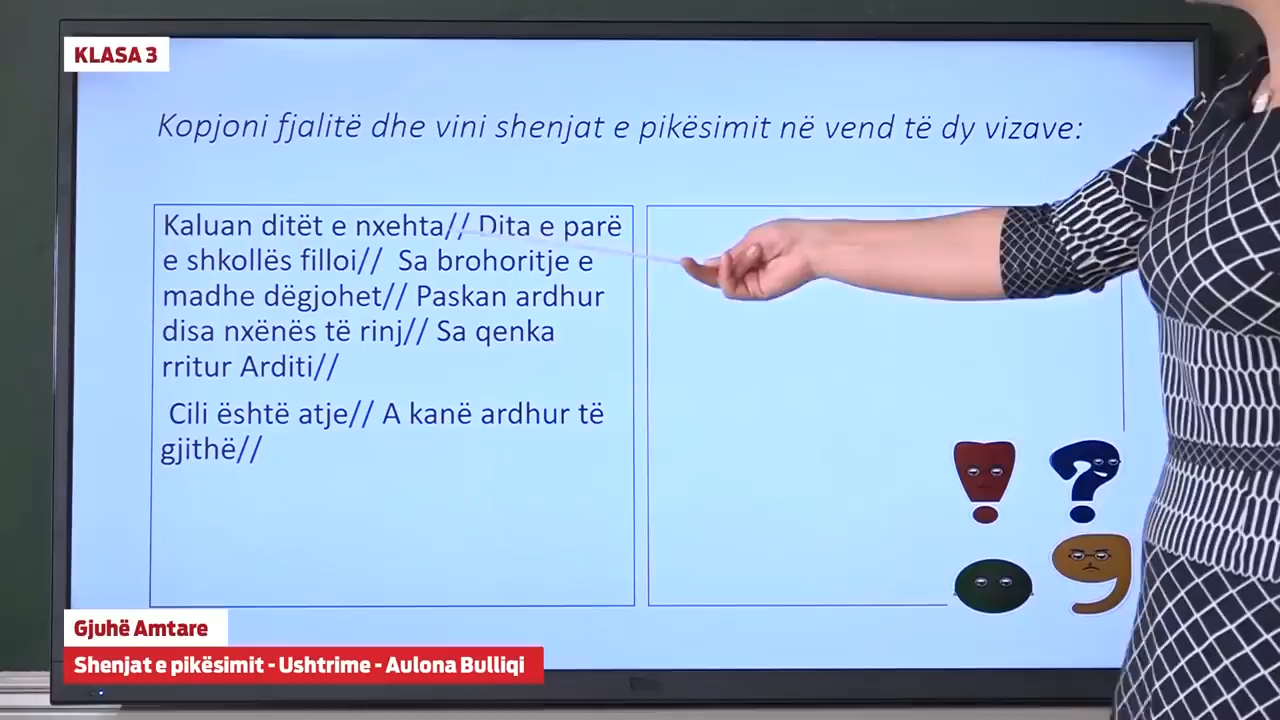 KLASA 3
Kopjoni fjalitë dhe vini shenjat e pikësimit në vend të dy vizave:
Kaluan ditët e nxehta// Dita e parë
e shkollës filloi//  Sa brohoritje e
madhe dëgjohet// Paskan ardhur
disa nxënës të rinj// Sa qenka
rritur Arditi//
Cili është atje// A kanë ardhur të
gjithë//
Gjuhë Amtare
Shenjat e pikësimit - Ushtrime - Aulona Bulliqi